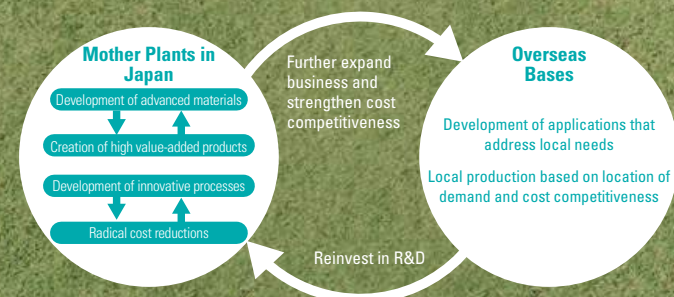 Mother Plants in
Japan
Development of advanced materials
Creation of high value-added products
Development of innovative processes
Radical cost reductions
Further expand
business and
strengthen cost
competitiveness
Reinvest in R&D
Overseas
Bases
Development of applications that
address local needs
Local production based on location of
demand and cost competitiveness